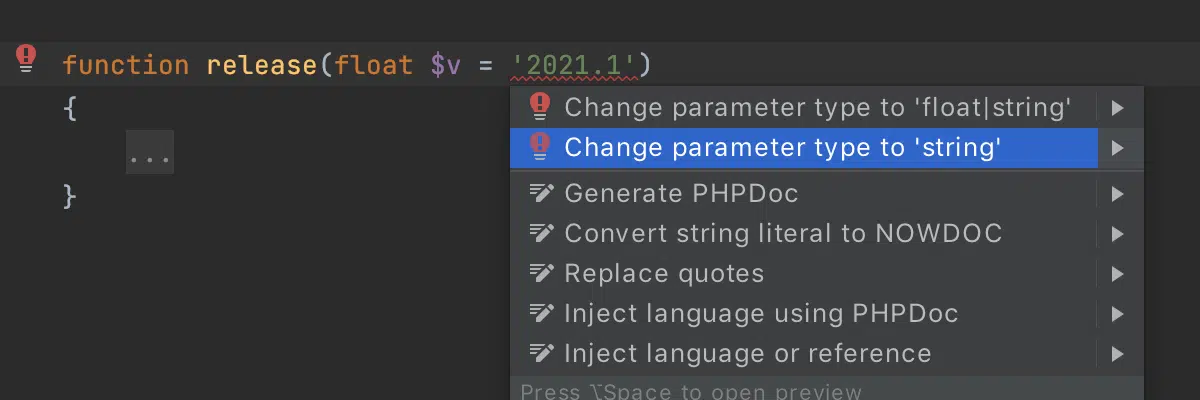 function release(float $v = '2021.1')
{
...
}
Change parameter type to 'float|string'
Change parameter type to 'string'
Generate PHPDoc
Convert string literal to NOWDOC
Replace quotes
Inject language using PHPDoc
Inject language or reference
Press ⌥Space to open preview